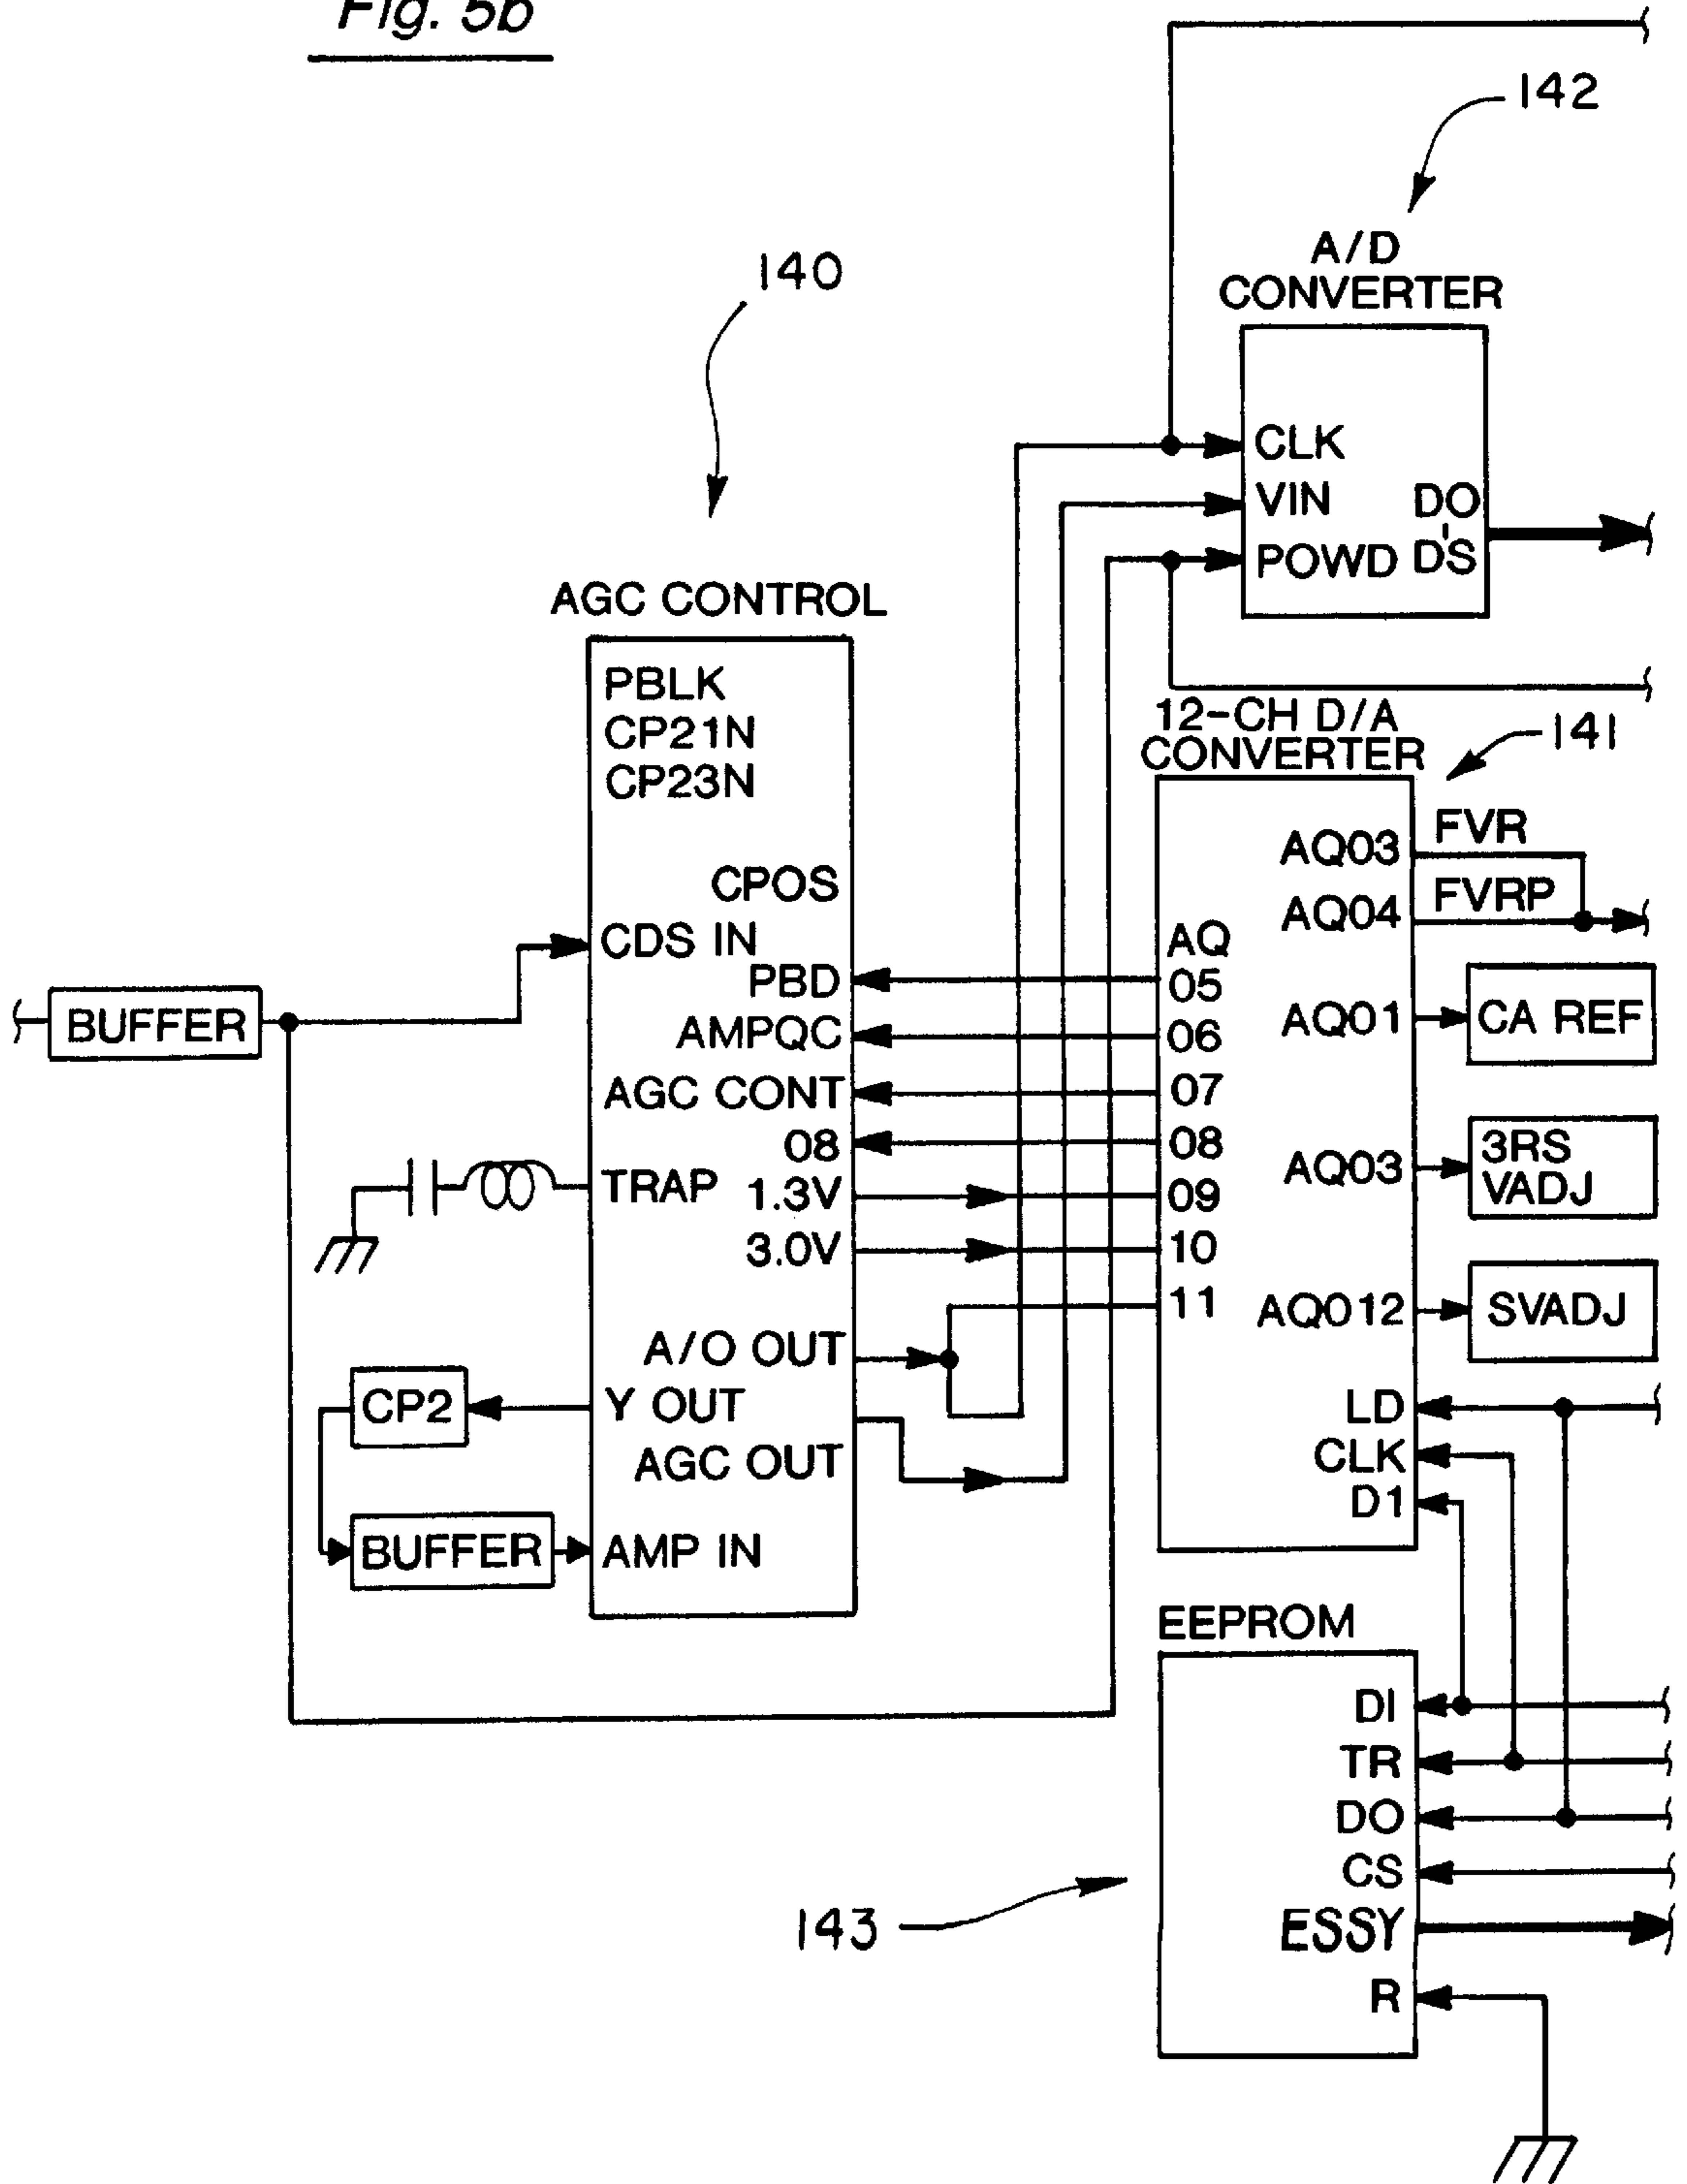 Fig. 5b
142
140
A/D
CONVERTER
CLK
VIN
POWD
DO
D'S
AGC CONTROL
PBLK
CP21N
CP23N
CPOS
CDS IN
PBD
AMPQC
AGC CONT
08
TRAP
1.3V
3.0V
A/O OUT
Y OUT
AGC OUT
AMP IN
BUFFER
CP2
BUFFER
12-CH D/A
CONVERTER
141
AQ03
FVR
AQ04
FVRP
AQ
05
06
07
08
09
10
11
AQ01
CA REF
AQ03
3RS
VADJ
AQ012
SVADJ
LD
CLK
D1
EEPROM
DI
TR
DO
CS
ESSY
R
143